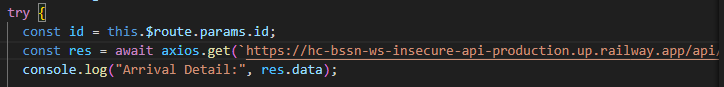 try {
const id = this.$route.params.id;
const res = await axios.get(`https://hc-bssn-ws-insecure-api-production.up.railway.app/api/
console.log("Arrival Detail:", res.data);